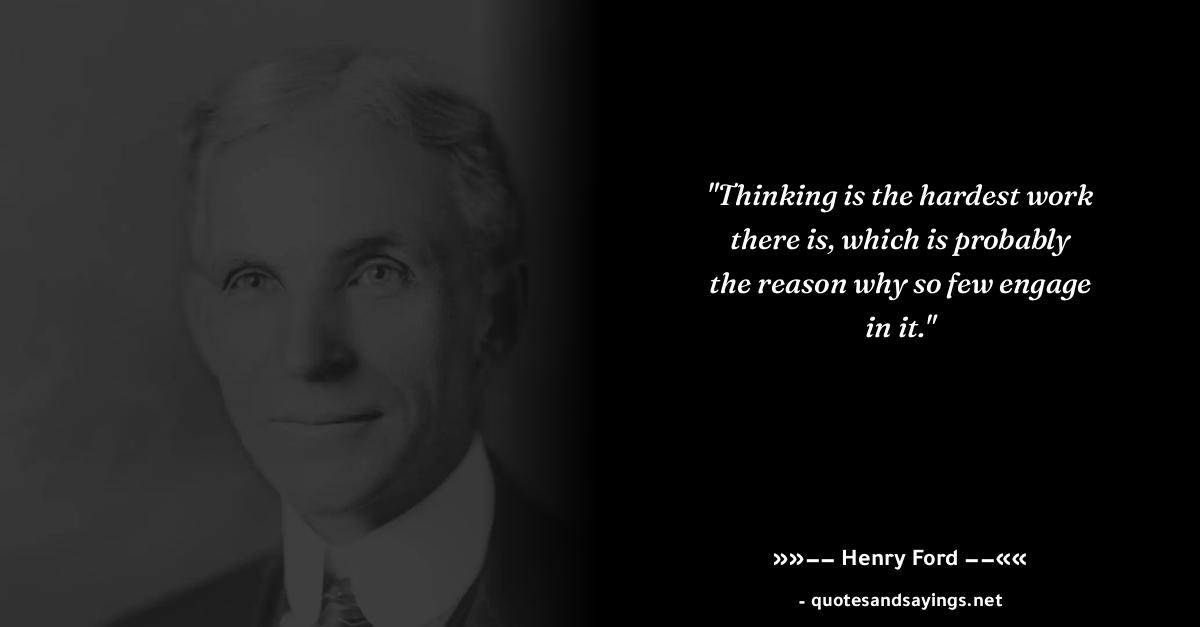 "Thinking is the hardest work
there is, which is probably
the reason why so few engage
in it."
»»–– Henry Ford ––««
- quotesandsayings.net